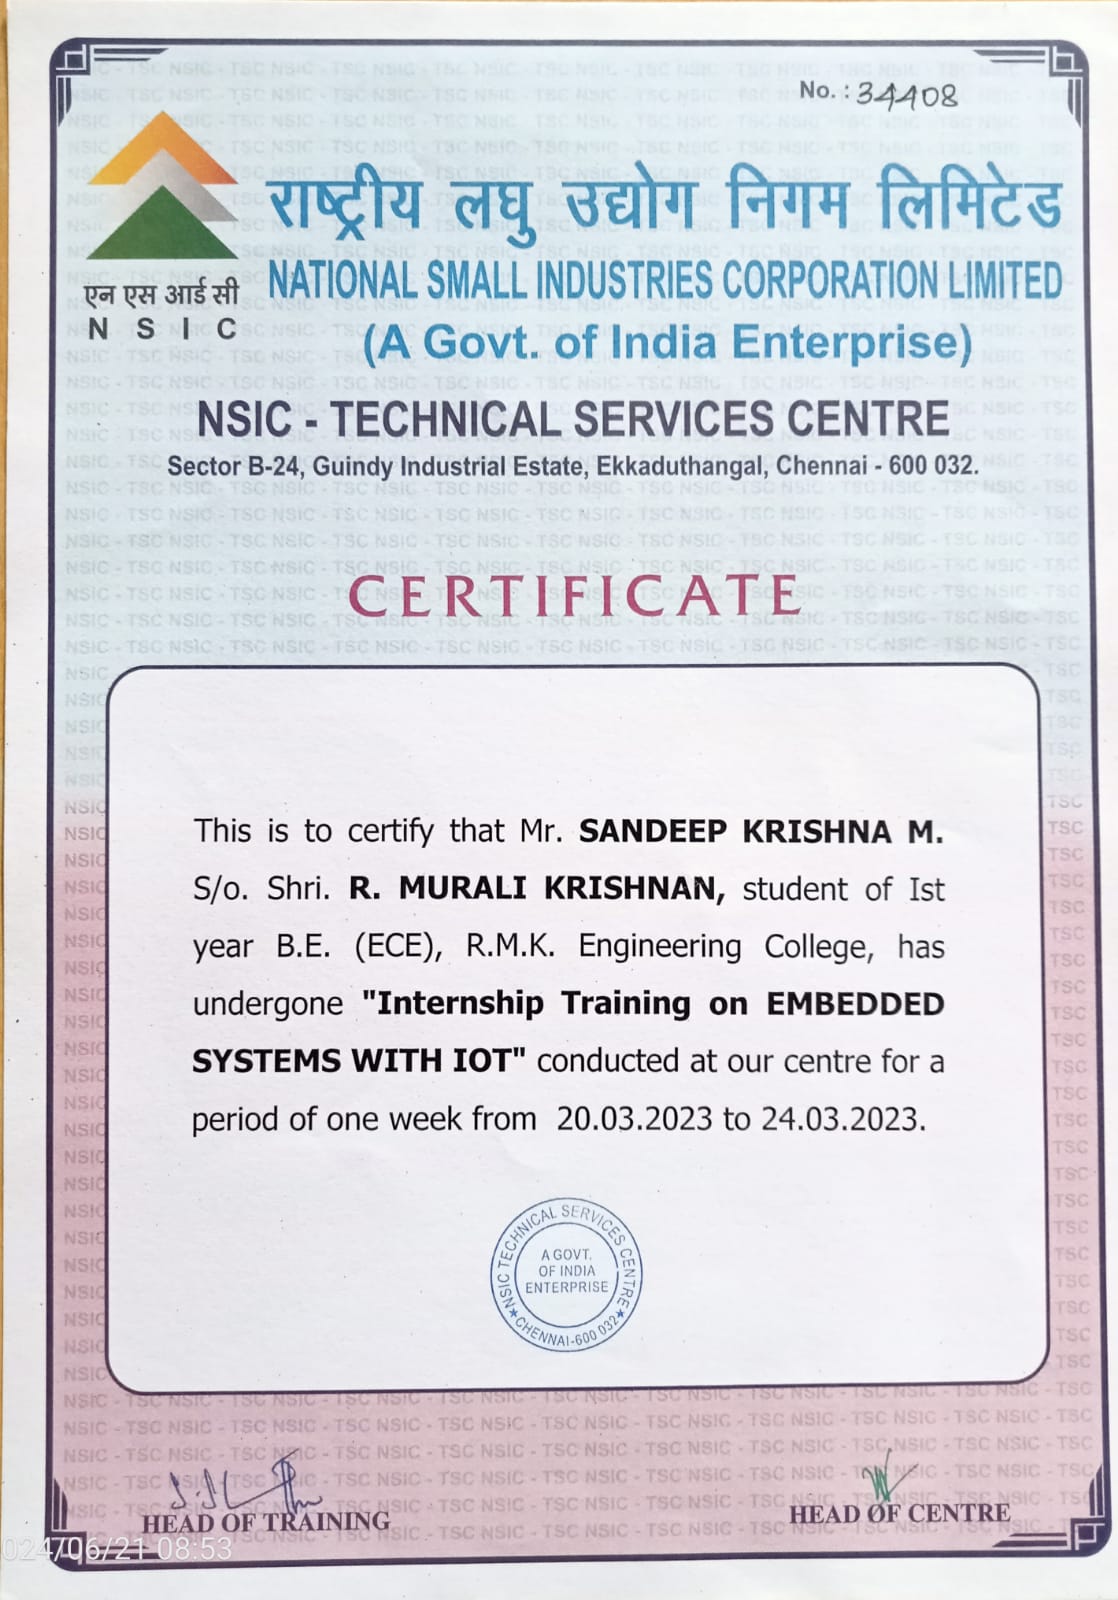 No. : 34408
राष्ट्रीय लघु उद्योग निगम लिमिटेड
NATIONAL SMALL INDUSTRIES CORPORATION LIMITED
(A Govt. of India Enterprise)
एन एस आई सी
N S I C
NSIC - TECHNICAL SERVICES CENTRE
Sector B-24, Guindy Industrial Estate, Ekkaduthangal, Chennai - 600 032.
CERTIFICATE
This is to certify that Mr. SANDEEP KRISHNA M.
S/o. Shri. R. MURALI KRISHNAN, student of Ist
year B.E. (ECE), R.M.K. Engineering College, has
undergone "Internship Training on EMBEDDED
SYSTEMS WITH IOT" conducted at our centre for a
period of one week from 20.03.2023 to 24.03.2023.
NSIC TECHNICAL SERVICES CENTRE
A GOVT.
OF INDIA
ENTERPRISE
★ CHENNAI-600 032 ★
HEAD OF TRAINING
HEAD OF CENTRE
024/06/21 08:53